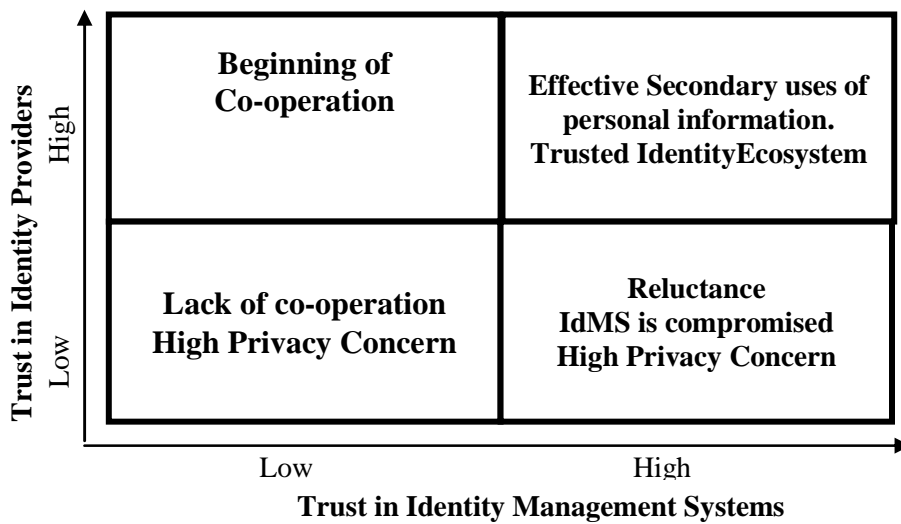 Trust in Identity Providers
High
Low
Beginning of
Co-operation
Effective Secondary uses of
personal information.
Trusted IdentityEcosystem
Lack of co-operation
High Privacy Concern
Reluctance
IdMS is compromised
High Privacy Concern
Low
High
Trust in Identity Management Systems